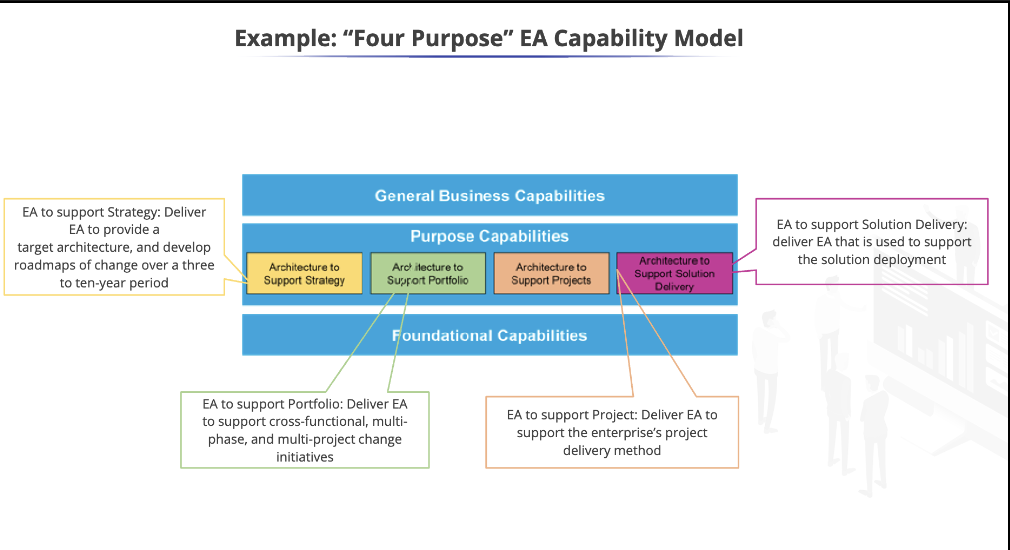 Example: “Four Purpose” EA Capability Model
General Business Capabilities
EA to support Strategy: Deliver
EA to provide a
target architecture, and develop
roadmaps of change over a three
to ten-year period
Purpose Capabilities
Architecture to
Support Strategy
Architecture to
Support Portfolio
Architecture to
Support Projects
Architecture to
Support Solution
Delivery
EA to support Solution Delivery:
deliver EA that is used to support
the solution deployment
Foundational Capabilities
EA to support Portfolio: Deliver EA
to support cross-functional, multi-
phase, and multi-project change
initiatives
EA to support Project: Deliver EA to
support the enterprise’s project
delivery method